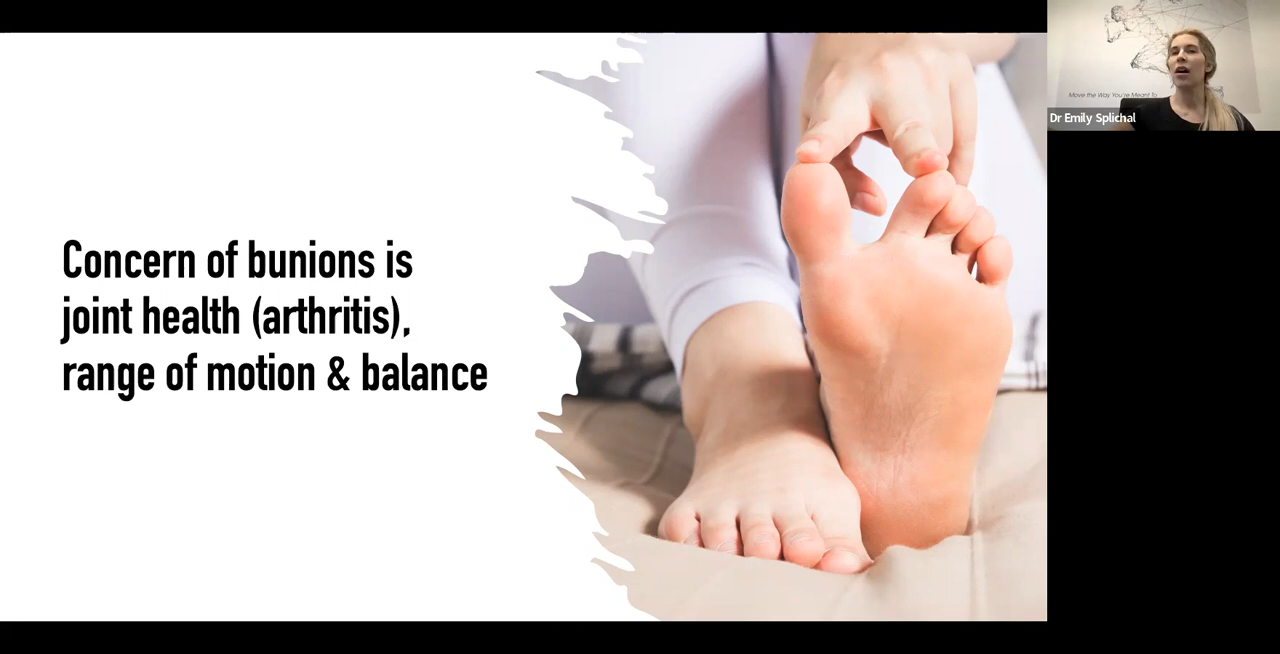 Concern of bunions is
joint health (arthritis),
range of motion & balance
Move the Way You're Meant To
Dr Emily Splichal